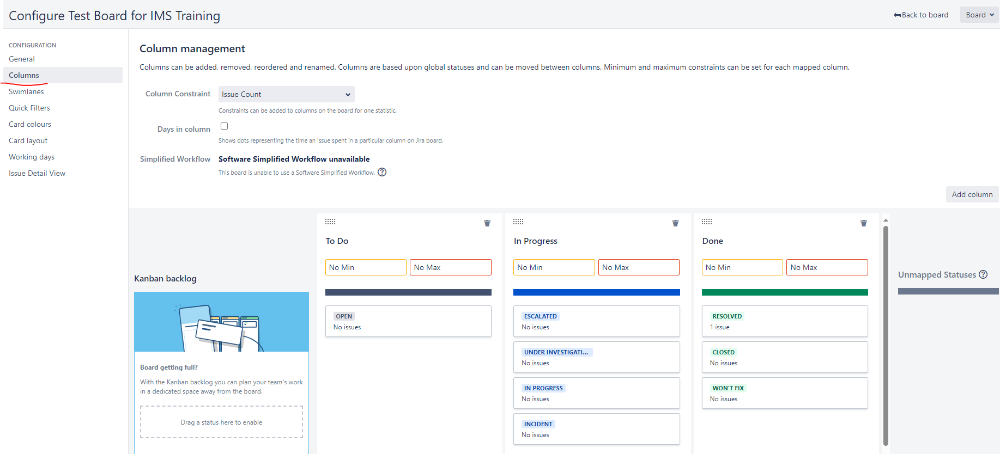 Configure Test Board for IMS Training
Back to board
Board
CONFIGURATION
General
Columns
Swimlanes
Quick Filters
Card colours
Card layout
Working days
Issue Detail View
Column management
Columns can be added, removed, reordered and renamed. Columns are based upon global statuses and can be moved between columns. Minimum and maximum constraints can be set for each mapped column.
Column Constraint
Issue Count
Constraints can be added to columns on the board for one statistic.
Days in column
Shows dots representing the time an issue spent in a particular column on Jira board.
Simplified Workflow
Software Simplified Workflow unavailable
This board is unable to use a Software Simplified Workflow.
Add column
Kanban backlog
Board getting full?
With the Kanban backlog you can plan your team's work
in a dedicated space away from the board.
Drag a status here to enable
To Do
No Min
No Max
OPEN
No issues
In Progress
No Min
No Max
ESCALATED
No issues
UNDER INVESTIGATI...
No issues
IN PROGRESS
No issues
INCIDENT
No issues
Done
No Min
No Max
RESOLVED
1 issue
CLOSED
No issues
WON'T FIX
No issues
Unmapped Statuses